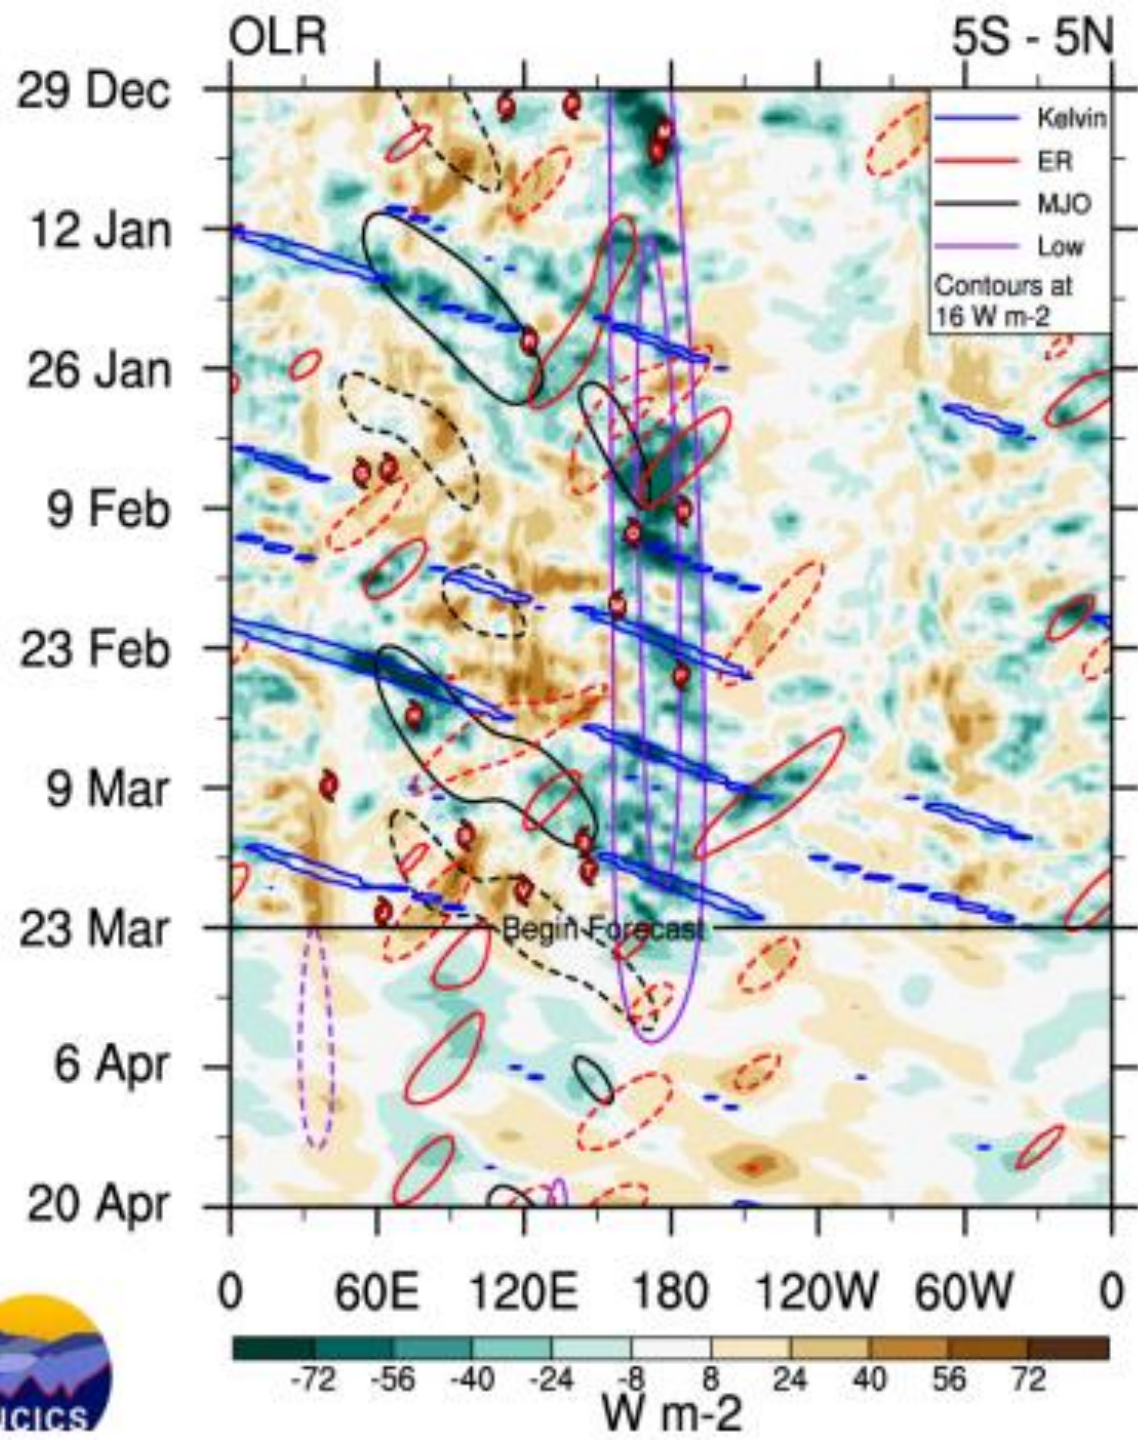 OLR 5S - 5N
29 Dec
Kelvin
ER
MJO
12 Jan
Low
Contours at
16 W m-2
26 Jan
9 Feb
23 Feb
9 Mar
23 Mar
Begin Forecast
6 Apr
20 Apr
0 60E 120E 180 120W 60W 0
-72 -56 -40 -24 -8 8 24 40 56 72
W m-2
CICS